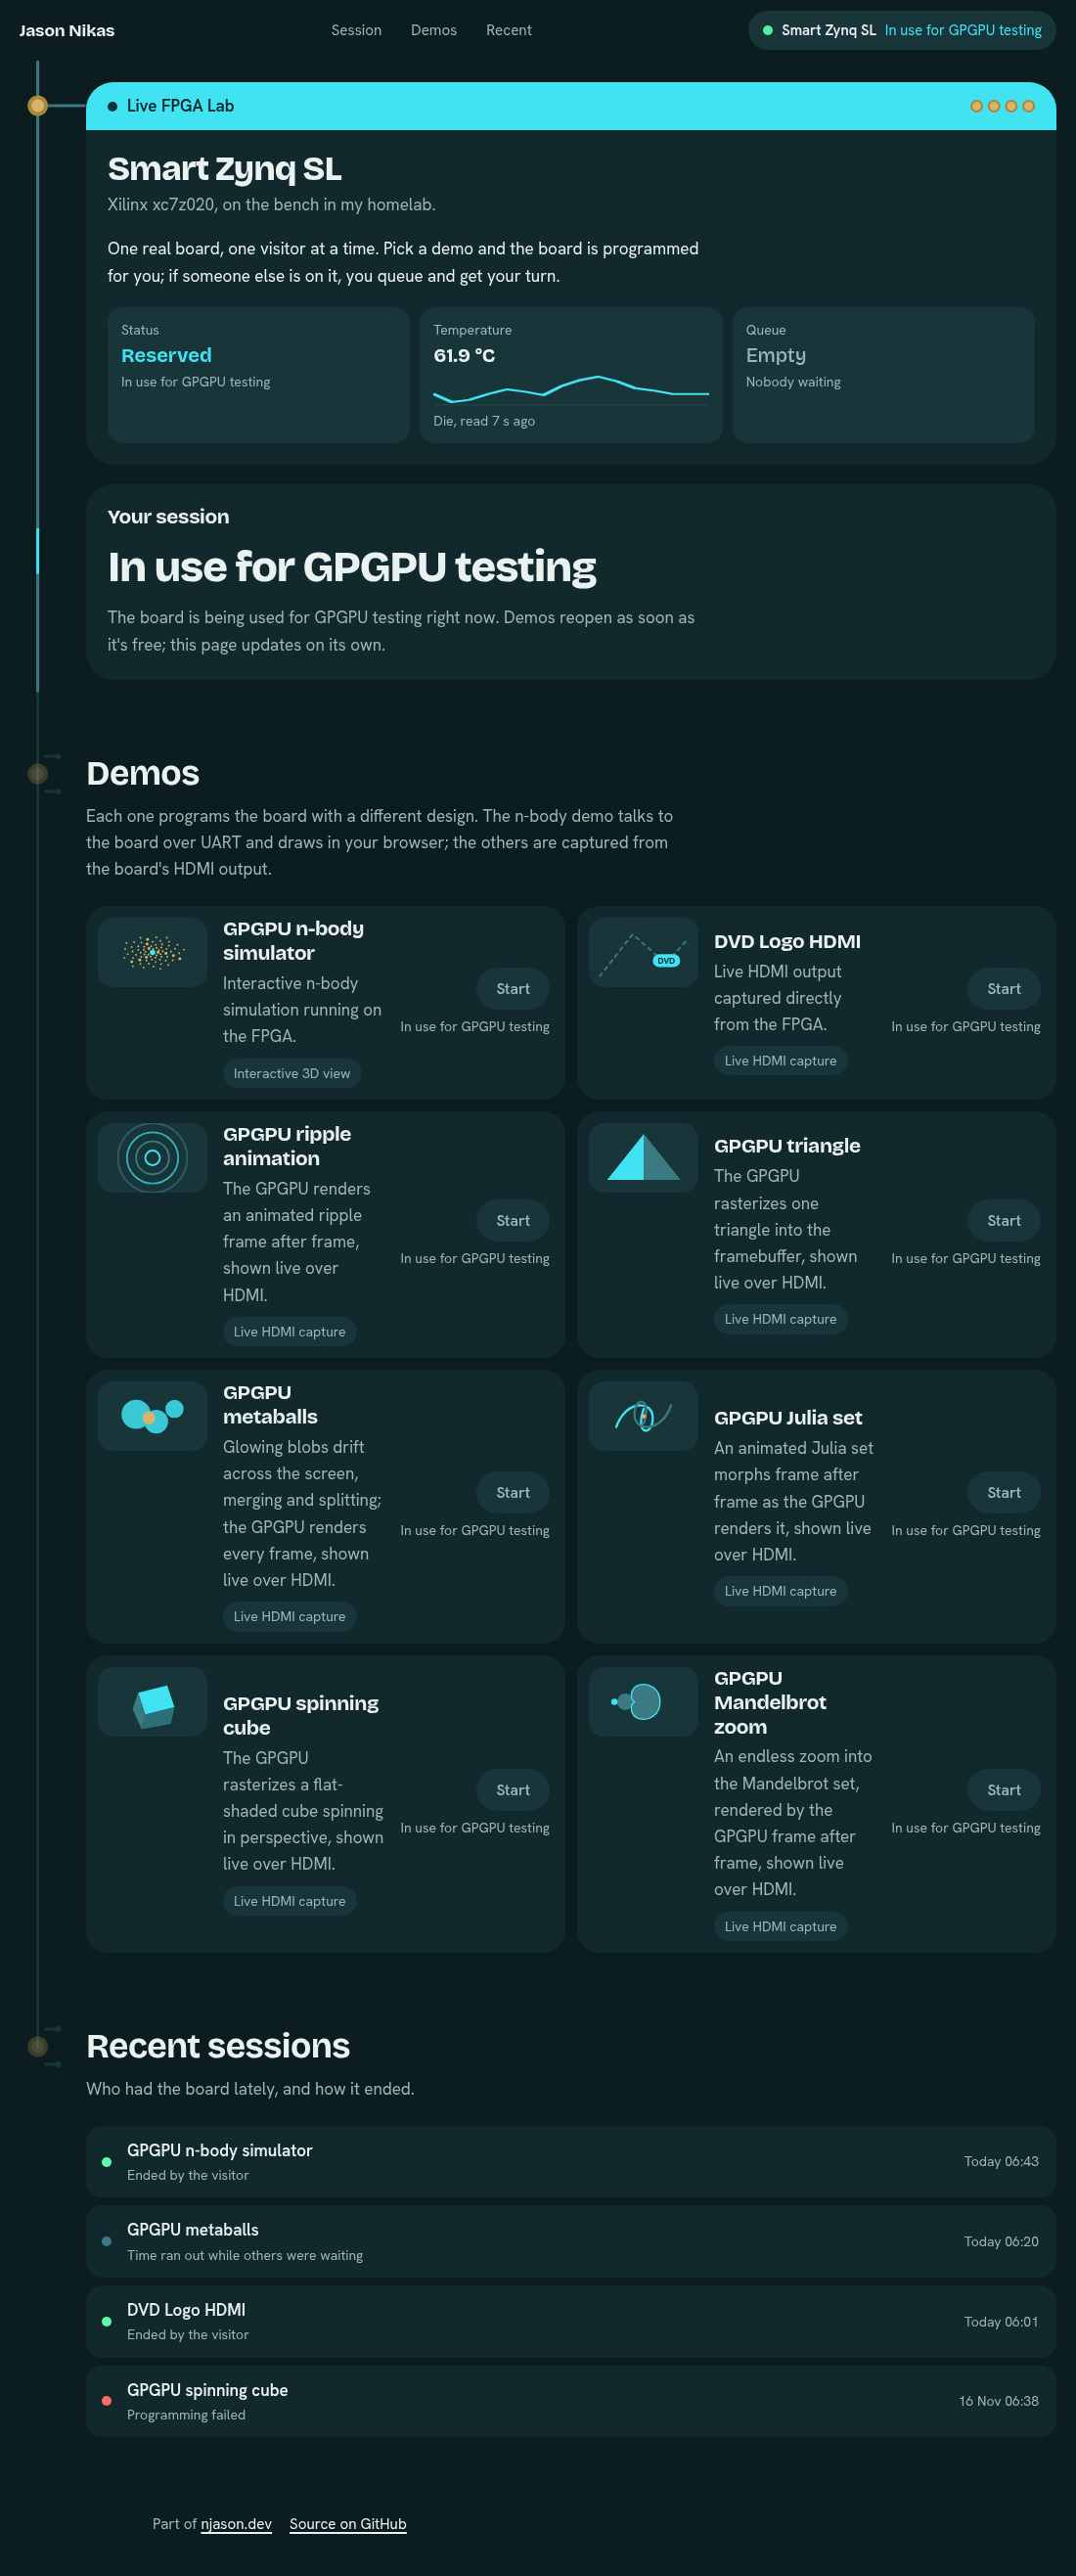 Jason Nikas
Session
Demos
Recent
Smart Zynq SL In use for GPGPU testing
Live FPGA Lab
Smart Zynq SL
Xilinx xc7z020, on the bench in my homelab.
One real board, one visitor at a time. Pick a demo and the board is programmed
for you; if someone else is on it, you queue and get your turn.
Status
Reserved
In use for GPGPU testing
Temperature
61.9 °C
Die, read 7 s ago
Queue
Empty
Nobody waiting
Your session
In use for GPGPU testing
The board is being used for GPGPU testing right now. Demos reopen as soon as
it's free; this page updates on its own.
Demos
Each one programs the board with a different design. The n-body demo talks to
the board over UART and draws in your browser; the others are captured from
the board's HDMI output.
GPGPU n-body
simulator
Interactive n-body
simulation running on
the FPGA.
Interactive 3D view
Start
In use for GPGPU testing
DVD
DVD Logo HDMI
Live HDMI output
captured directly
from the FPGA.
Live HDMI capture
Start
In use for GPGPU testing
GPGPU ripple
animation
The GPGPU renders
an animated ripple
frame after frame,
shown live over
HDMI.
Live HDMI capture
Start
In use for GPGPU testing
GPGPU triangle
The GPGPU
rasterizes one
triangle into the
framebuffer, shown
live over HDMI.
Live HDMI capture
Start
In use for GPGPU testing
GPGPU
metaballs
Glowing blobs drift
across the screen,
merging and splitting;
the GPGPU renders
every frame, shown
live over HDMI.
Live HDMI capture
Start
In use for GPGPU testing
GPGPU Julia set
An animated Julia set
morphs frame after
frame as the GPGPU
renders it, shown live
over HDMI.
Live HDMI capture
Start
In use for GPGPU testing
GPGPU spinning
cube
The GPGPU
rasterizes a flat-
shaded cube spinning
in perspective, shown
live over HDMI.
Live HDMI capture
Start
In use for GPGPU testing
GPGPU
Mandelbrot
zoom
An endless zoom into
the Mandelbrot set,
rendered by the
GPGPU frame after
frame, shown live
over HDMI.
Live HDMI capture
Start
In use for GPGPU testing
Recent sessions
Who had the board lately, and how it ended.
GPGPU n-body simulator
Ended by the visitor
Today 06:43
GPGPU metaballs
Time ran out while others were waiting
Today 06:20
DVD Logo HDMI
Ended by the visitor
Today 06:01
GPGPU spinning cube
Programming failed
16 Nov 06:38
Part of njason.dev Source on GitHub